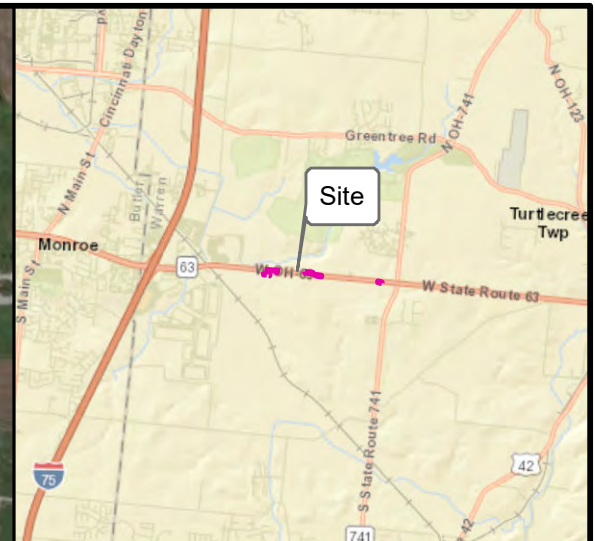 Cincinnati Dayton
N OH-741
N OH-123
Greentree Rd
N Main St
Butler
Warren
Site
Turtlecree
Twp
Monroe
63
W OH-63
W State Route 63
S Main St
S State Route 741
75
42
42
741